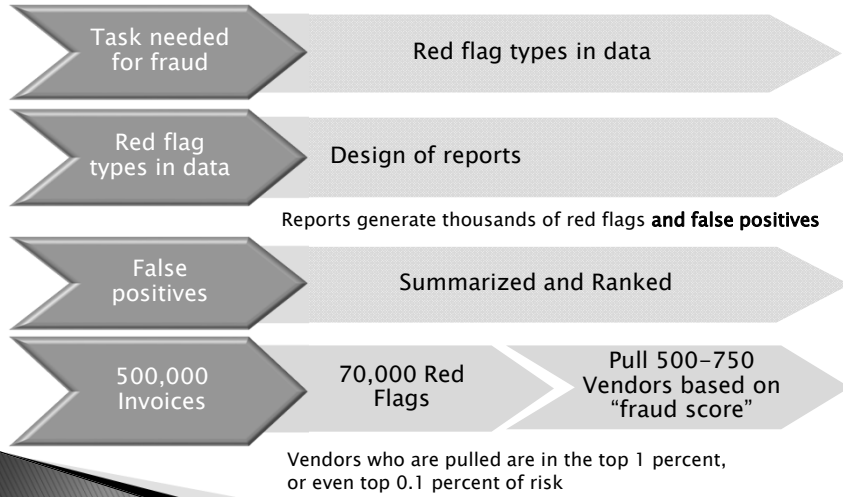 Task needed
for fraud
Red flag types in data
Red flag
types in data
Design of reports
Reports generate thousands of red flags and false positives
False
positives
Summarized and Ranked
500,000
Invoices
70,000 Red
Flags
Pull 500-750
Vendors based on
“fraud score”
Vendors who are pulled are in the top 1 percent,
or even top 0.1 percent of risk